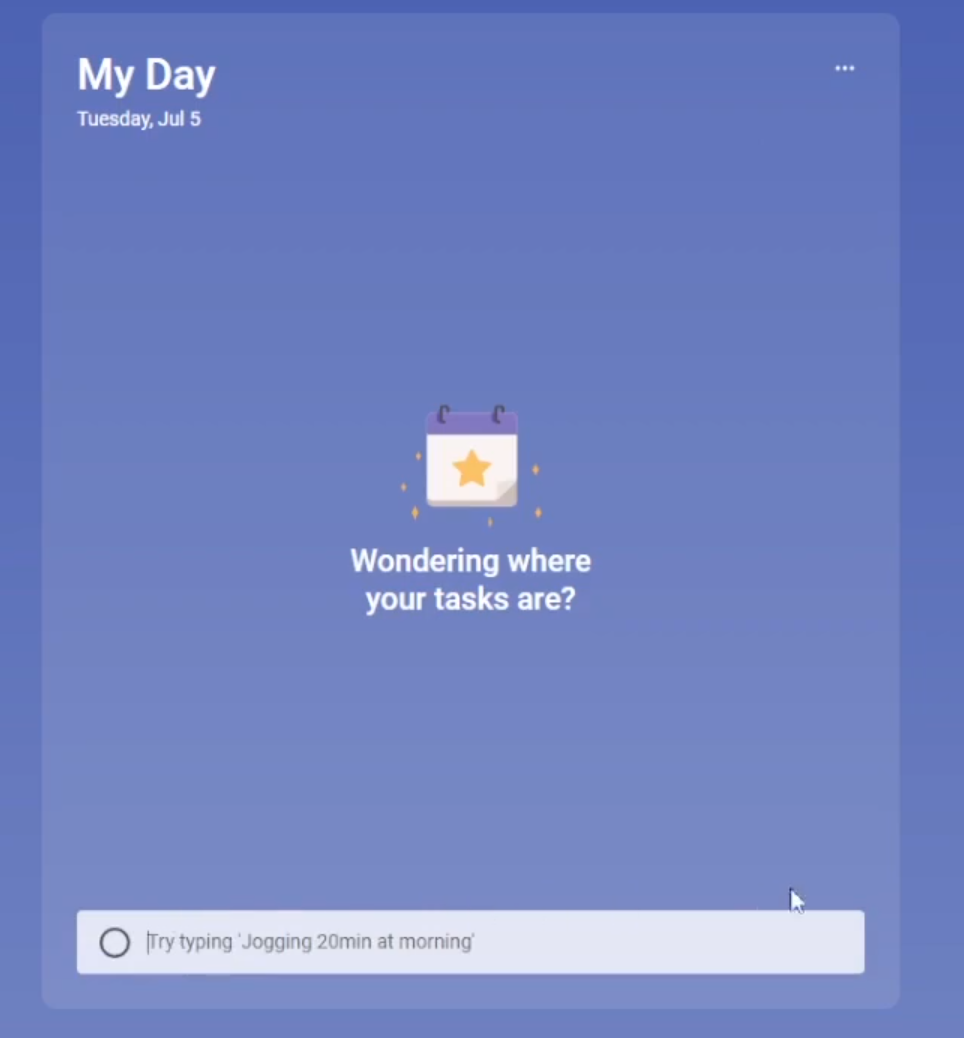 My Day
Tuesday, Jul 5
Wondering where
your tasks are?
Try typing 'Jogging 20min at morning'